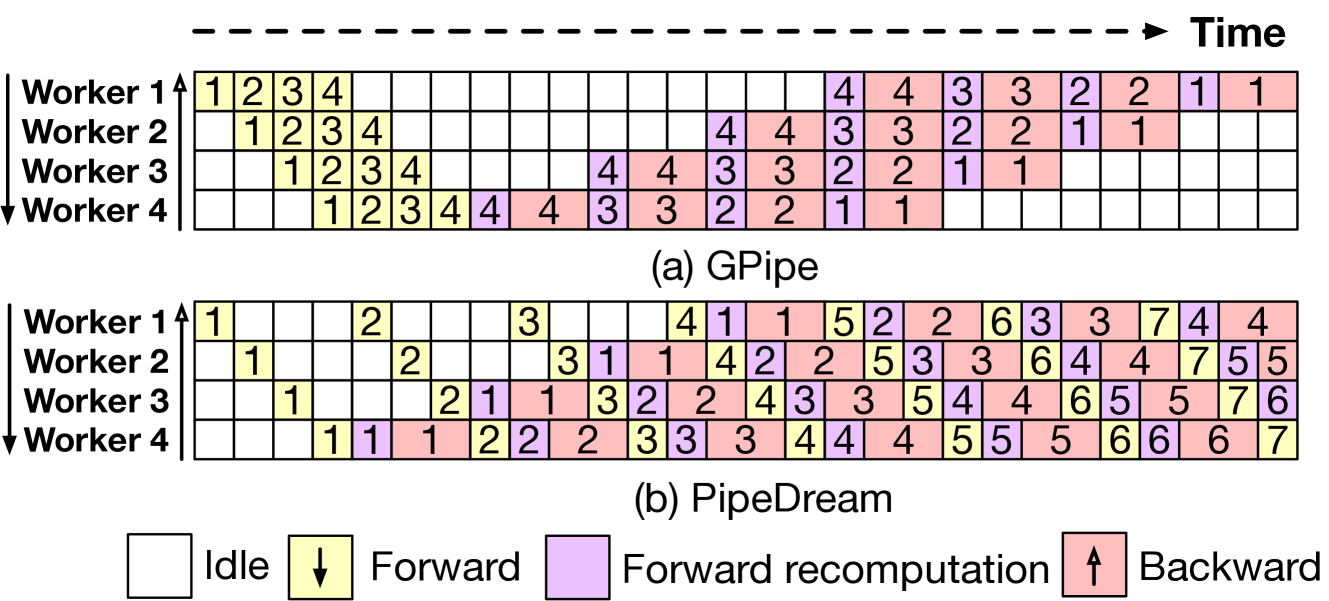 Time
Worker 1 1 2 3 4 4 4 3 3 2 2 1 1
Worker 2 1 2 3 4 4 4 3 3 2 2 1 1
Worker 3 1 2 3 4 4 4 3 3 2 2 1 1
Worker 4 1 2 3 4 4 4 3 3 2 2 1 1
(a) GPipe
Worker 1 1 2 3 4 1 1 5 2 2 6 3 3 7 4 4
Worker 2 1 2 3 1 1 4 2 2 5 3 3 6 4 4 7 5 5
Worker 3 1 2 1 1 3 2 2 4 3 3 5 4 4 6 5 5 7 6
Worker 4 1 1 1 2 2 2 3 3 3 4 4 4 5 5 5 6 6 6 7
(b) PipeDream
Idle Forward Forward recomputation Backward